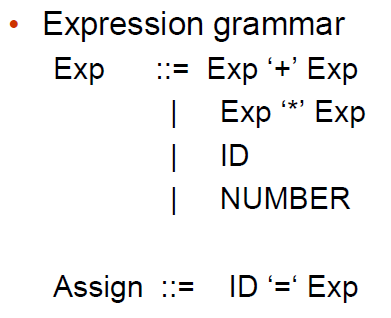 • Expression grammar
Exp ::= Exp ‘+’ Exp
| Exp ‘*’ Exp
| ID
| NUMBER
Assign ::= ID ‘=‘ Exp